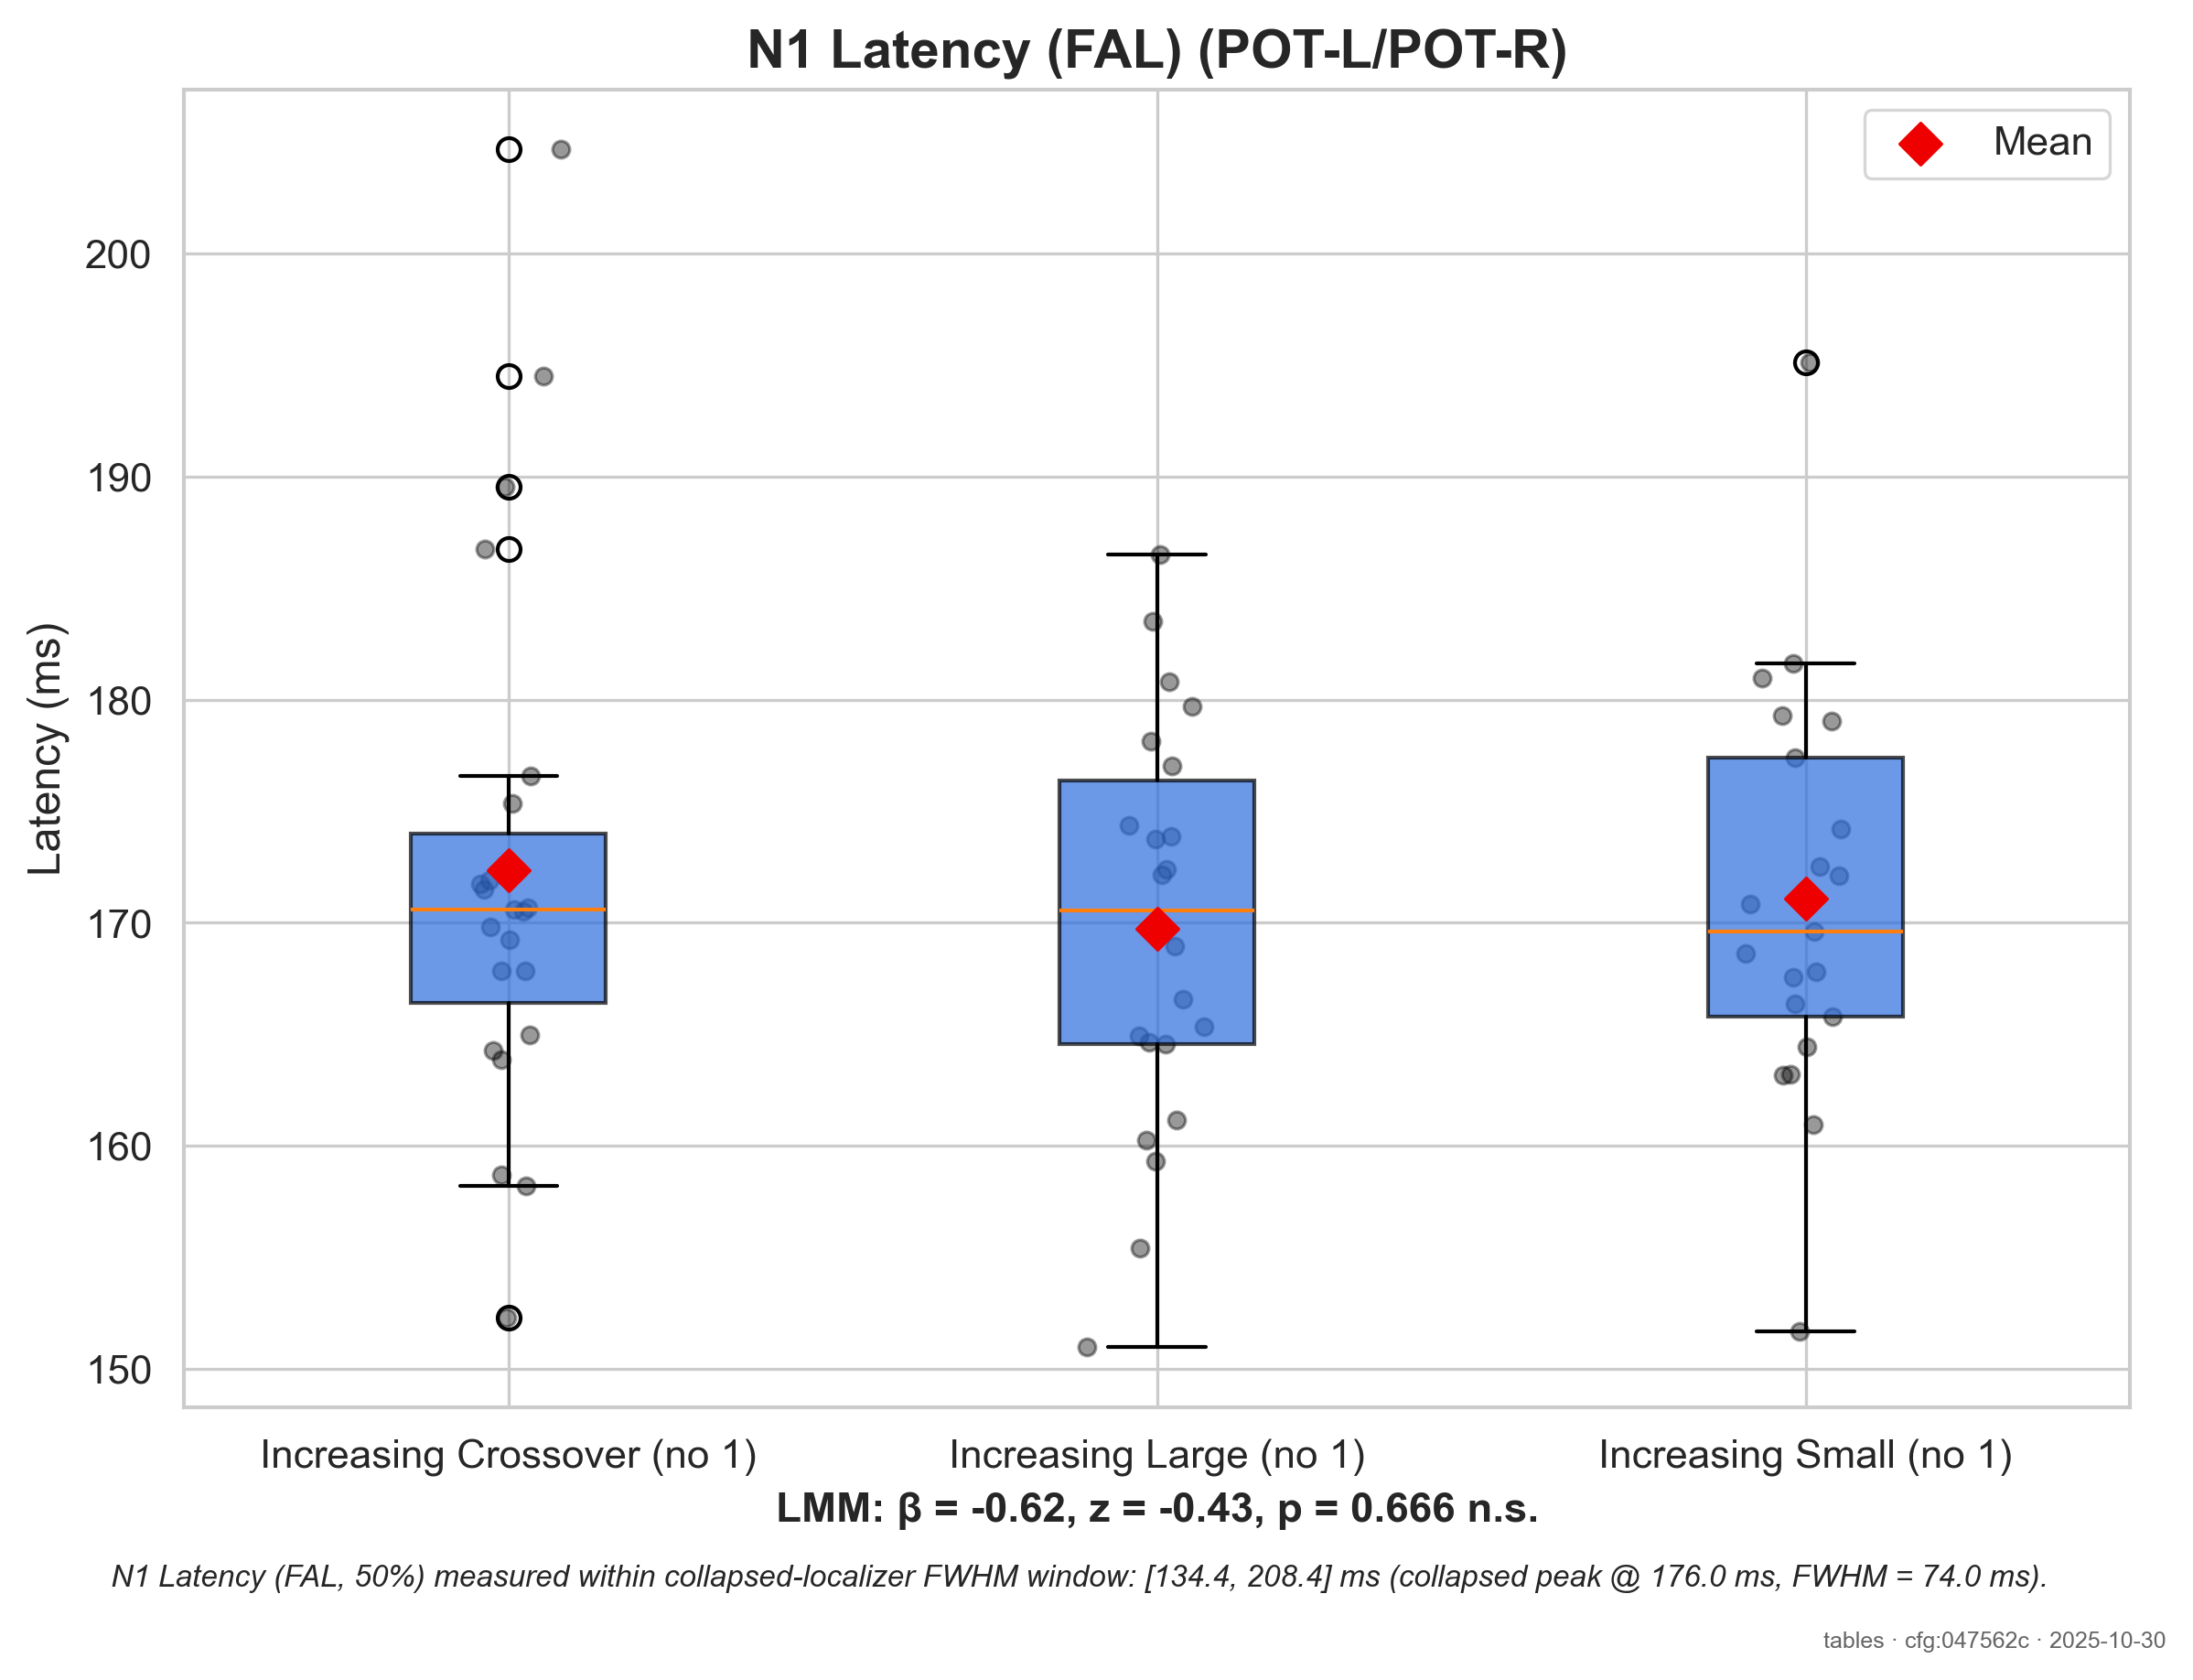 N1 Latency (FAL) (POT-L/POT-R)
Mean
Latency (ms)
200
190
180
170
160
150
Increasing Crossover (no 1)
Increasing Large (no 1)
Increasing Small (no 1)
LMM: β = -0.62, z = -0.43, p = 0.666 n.s.
N1 Latency (FAL, 50%) measured within collapsed-localizer FWHM window: [134.4, 208.4] ms (collapsed peak @ 176.0 ms, FWHM = 74.0 ms).
tables · cfg:047562c · 2025-10-30